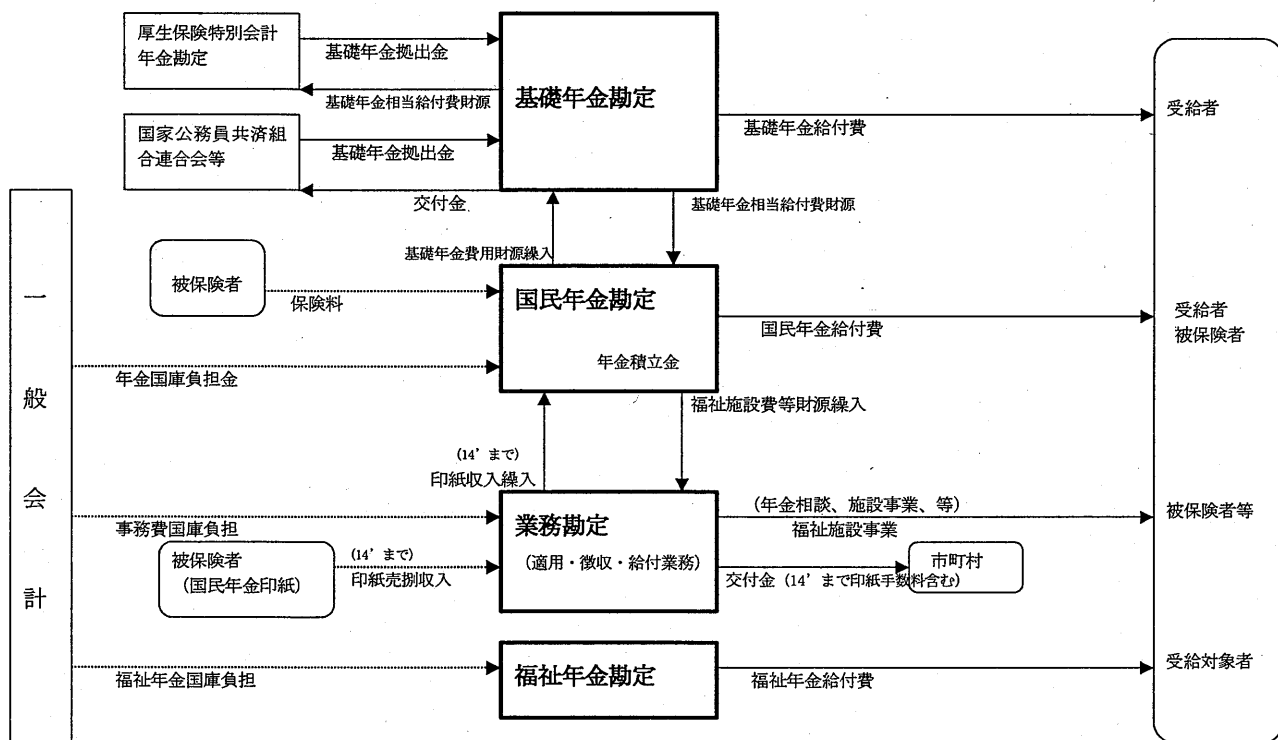 厚生保険特別会計
年金勘定
基礎年金拠出金
基礎年金相当給付費財源
国家公務員共済組
合連合会等
基礎年金拠出金
交付金
基礎年金勘定
基礎年金給付費
受給者
基礎年金費用財源繰入
基礎年金相当給付費財源
一般会計
被保険者
保険料
年金国庫負担金
国民年金勘定
年金積立金
国民年金給付費
受給者
被保険者
(14’まで)
印紙収入繰入
福祉施設費等財源繰入
事務費国庫負担
被保険者
(国民年金印紙)
(14’まで)
印紙売捌収入
業務勘定
(適用・徴収・給付業務)
(年金相談、施設事業、等)
福祉施設事業
被保険者等
交付金(14’まで印紙手数料含む)
市町村
福祉年金国庫負担
福祉年金勘定
福祉年金給付費
受給対象者